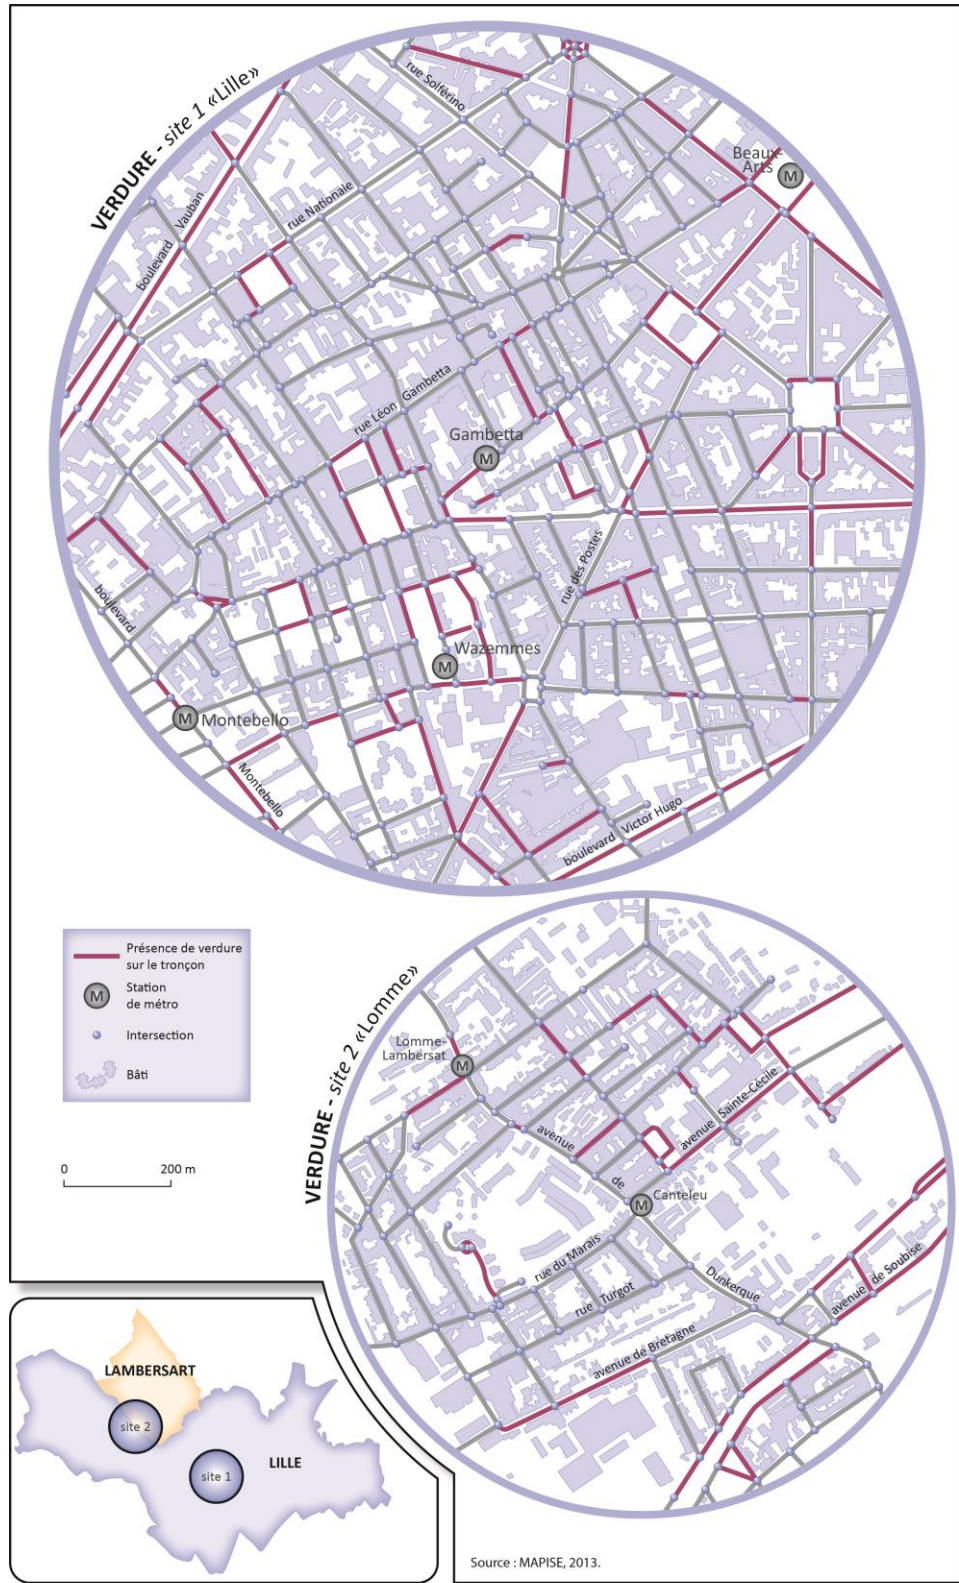 VERDURE - site 1 «Lille»
rue Solférino
Beaux-
Arts
M
boulevard Vauban
rue Nationale
rue Léon Gambetta
Gambetta
M
rue des Postes
boulevard
Wazemmes
M
M
Montebello
Montebello
boulevard Victor Hugo
Présence de verdure
sur le tronçon
M
Station
de métro
Intersection
Bâti
0
200 m
VERDURE - site 2 «Lomme»
Lomme-
Lambersat
M
avenue Sainte-Cécile
avenue
de
M
Canteleu
rue du Marais
Dunkerque
rue Turgot
avenue de Soubise
avenue de Bretagne
LAMBERSART
site 2
LILLE
site 1
Source : MAPISE, 2013.